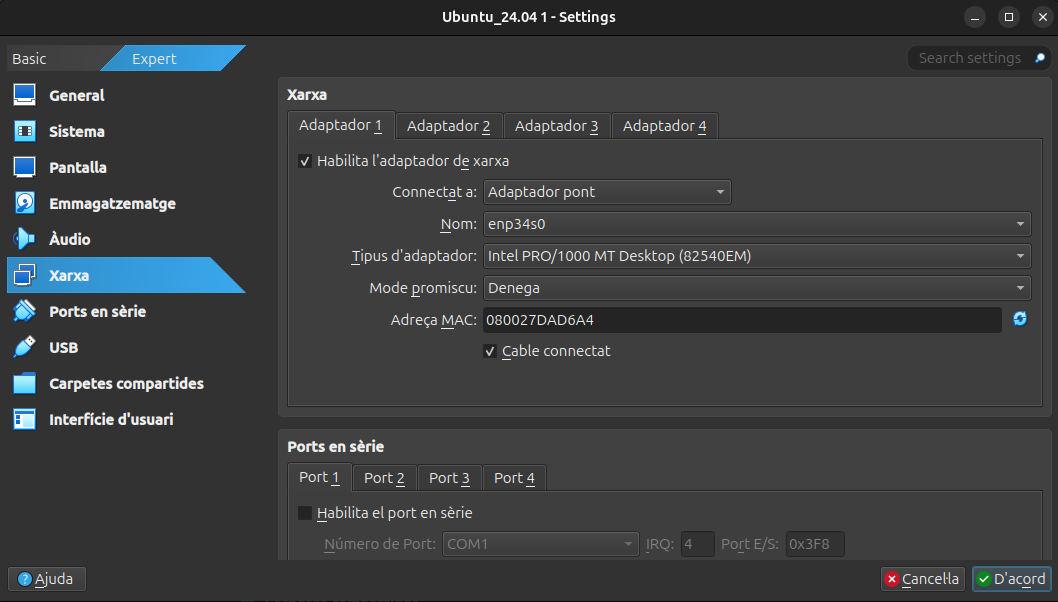 Ubuntu_24.04 1 - Settings
Basic
Expert
Search settings
General
Sistema
Pantalla
Emmagatzematge
Àudio
Xarxa
Ports en sèrie
USB
Carpetes compartides
Interfície d'usuari
Xarxa
Adaptador 1 Adaptador 2 Adaptador 3 Adaptador 4
Habilita l'adaptador de xarxa
Connectat a: Adaptador pont
Nom: enp34s0
Tipus d'adaptador: Intel PRO/1000 MT Desktop (82540EM)
Mode promiscu: Denega
Adreça MAC: 080027DAD6A4
Cable connectat
Ports en sèrie
Port 1 Port 2 Port 3 Port 4
Habilita el port en sèrie
Número de Port: COM1 IRQ: 4 Port E/S: 0x3F8
Ajuda
Cancel·la
D'acord